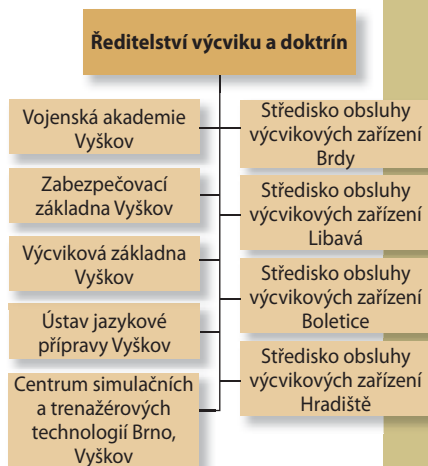 Ředitelství výcviku a doktrín
Vojenská akademie
Vyškov
Zabezpečovací
základna Vyškov
Výcviková základna
Vyškov
Ústav jazykové
přípravy Vyškov
Centrum simulačních
a trenažérových
technologií Brno,
Vyškov
Středisko obsluhy
výcvikových zařízení
Brdy
Středisko obsluhy
výcvikových zařízení
Libavá
Středisko obsluhy
výcvikových zařízení
Boletice
Středisko obsluhy
výcvikových zařízení
Hradiště